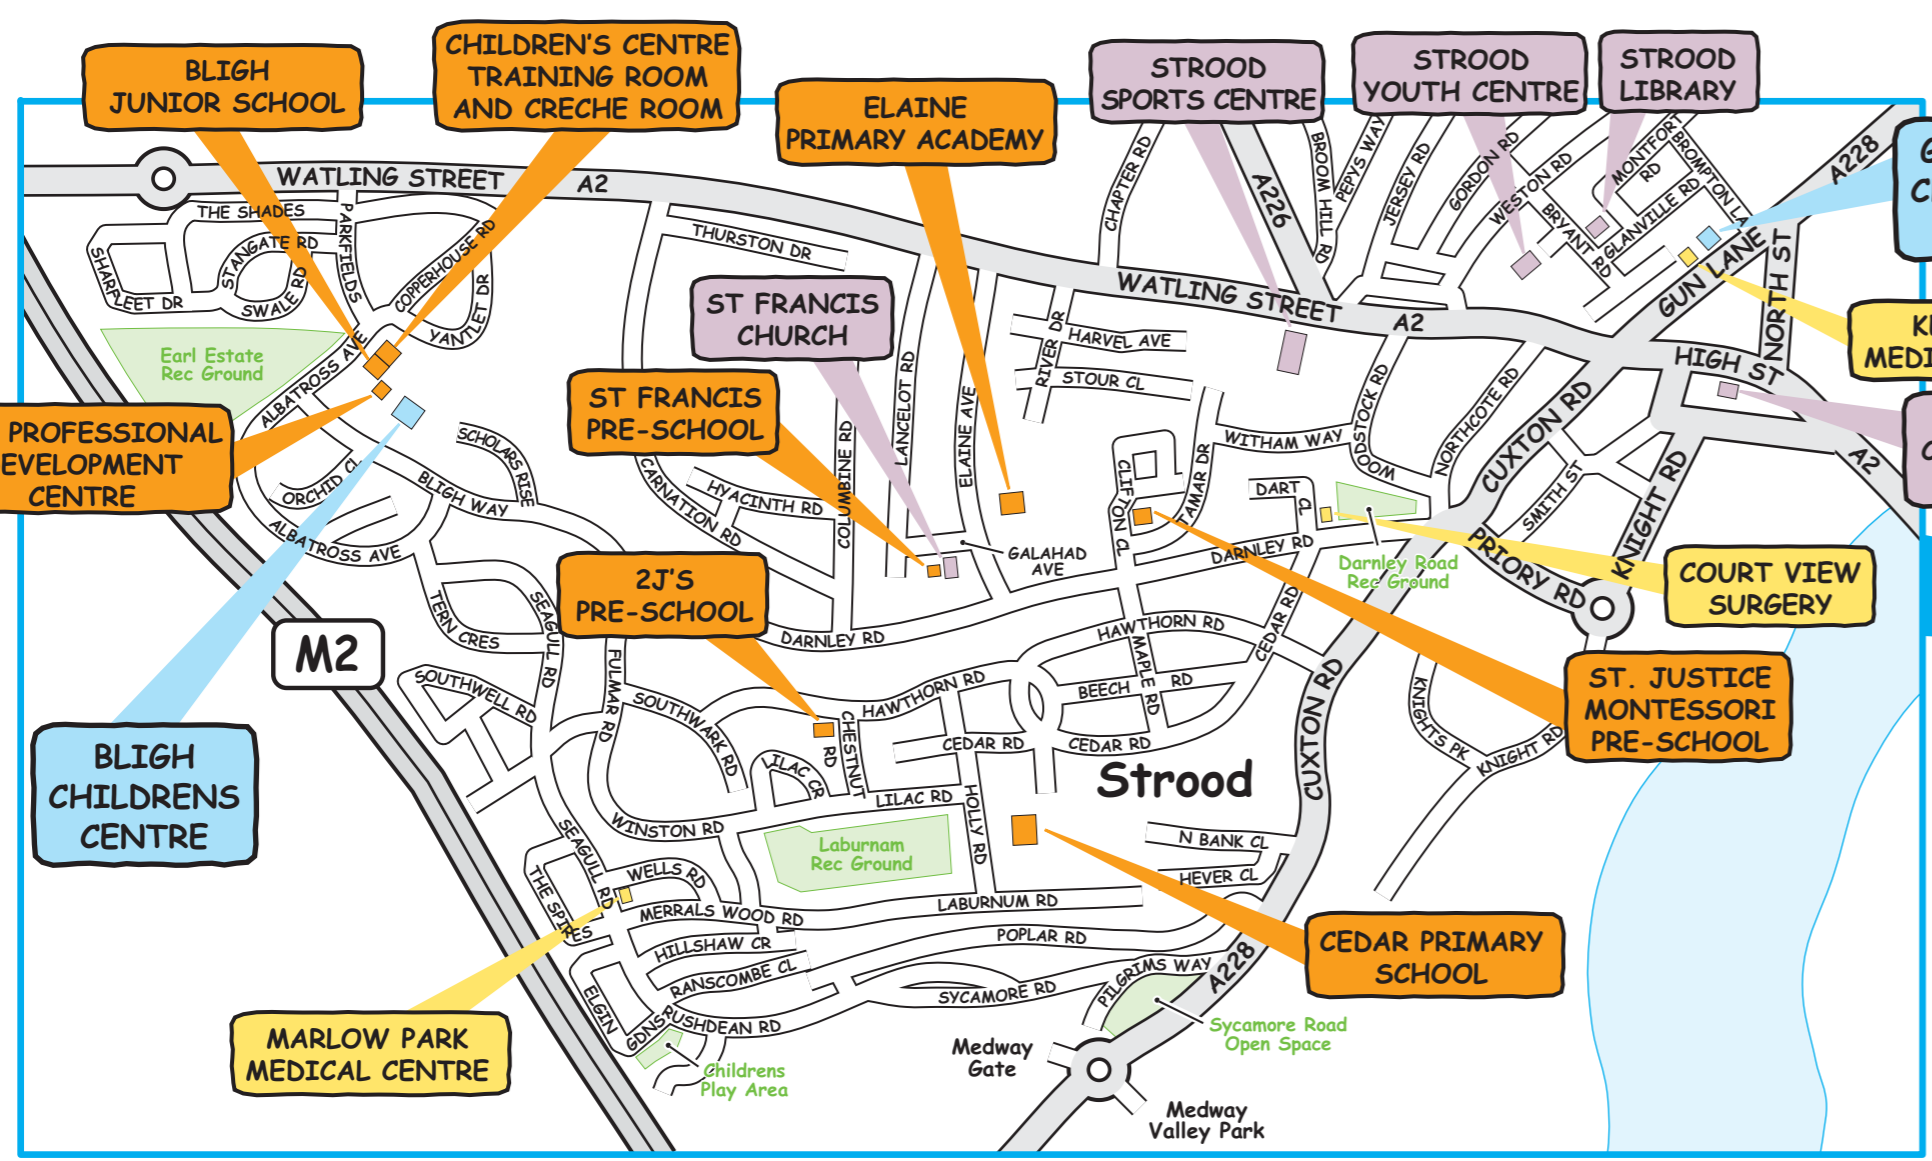 BLIGH
JUNIOR SCHOOL
CHILDREN'S CENTRE
TRAINING ROOM
AND CRECHE ROOM
ELAINE
PRIMARY ACADEMY
STROOD
SPORTS CENTRE
STROOD
YOUTH CENTRE
STROOD
LIBRARY
WATLING STREET
A2
THE SHADES
PARKFIELDS
STANGATE RD
SWALE RD
SHARFLEET DR
COPPERHOUSE RD
YANTLET DR
THURSTON DR
CHAPTER RD
A226
BROOM HILL RD
PEPYS WAY
JERSEY RD
GORDON RD
WESTON RD
BRYANT RD
MONTFORT
RD
GLANVILLE RD
BROMPTON LA
A228
GUN LANE
NORTH ST
HIGH ST
A2
WATLING STREET
A2
Earl Estate
Rec Ground
ALBATROSS AVE
ST FRANCIS
CHURCH
ST FRANCIS
PRE-SCHOOL
LANCELOT RD
ELAINE AVE
COLUMBINE RD
RIVER DR
HARVEL AVE
STOUR CL
WITHAM WAY
WOODSTOCK RD
NORTHCOTE RD
CUXTON RD
SMITH ST
KNIGHT RD
PRIORY RD
PROFESSIONAL
EVELOPMENT
CENTRE
ORCHID CL
SCHOLARS RISE
BLIGH WAY
ALBATROSS AVE
CARNATION RD
HYACINTH RD
GALAHAD
AVE
CLIFTON CL
TAMAR DR
DART
CL
DARNLEY RD
Darnley Road
Rec Ground
COURT VIEW
SURGERY
2J'S
PRE-SCHOOL
M2
TERN CRES
SEAGULL RD
DARNLEY RD
FULMAR RD
SOUTHWELL RD
SOUTHWARK RD
HAWTHORN RD
HAWTHORN RD
MAPLE RD
BEECH RD
CEDAR RD
CEDAR RD
CEDAR RD
CHESTNUT
RD
LILAC CR
LILAC RD
HOLLY RD
WINSTON RD
Strood
CUXTON RD
KNIGHTS PK
KNIGHT RD
ST. JUSTICE
MONTESSORI
PRE-SCHOOL
BLIGH
CHILDRENS
CENTRE
Laburnam
Rec Ground
N BANK CL
HEVER CL
SEAGULL RD
WELLS RD
THE SPIRES
MERRALS WOOD RD
LABURNUM RD
HILLSHAW CR
RANSCOMBE CL
POPLAR RD
SYCAMORE RD
PILGRIMS WAY
A228
CEDAR PRIMARY
SCHOOL
ELGIN
GDNS
RUSHDEAN RD
Childrens
Play Area
MARLOW PARK
MEDICAL CENTRE
Sycamore Road
Open Space
Medway
Gate
Medway
Valley Park